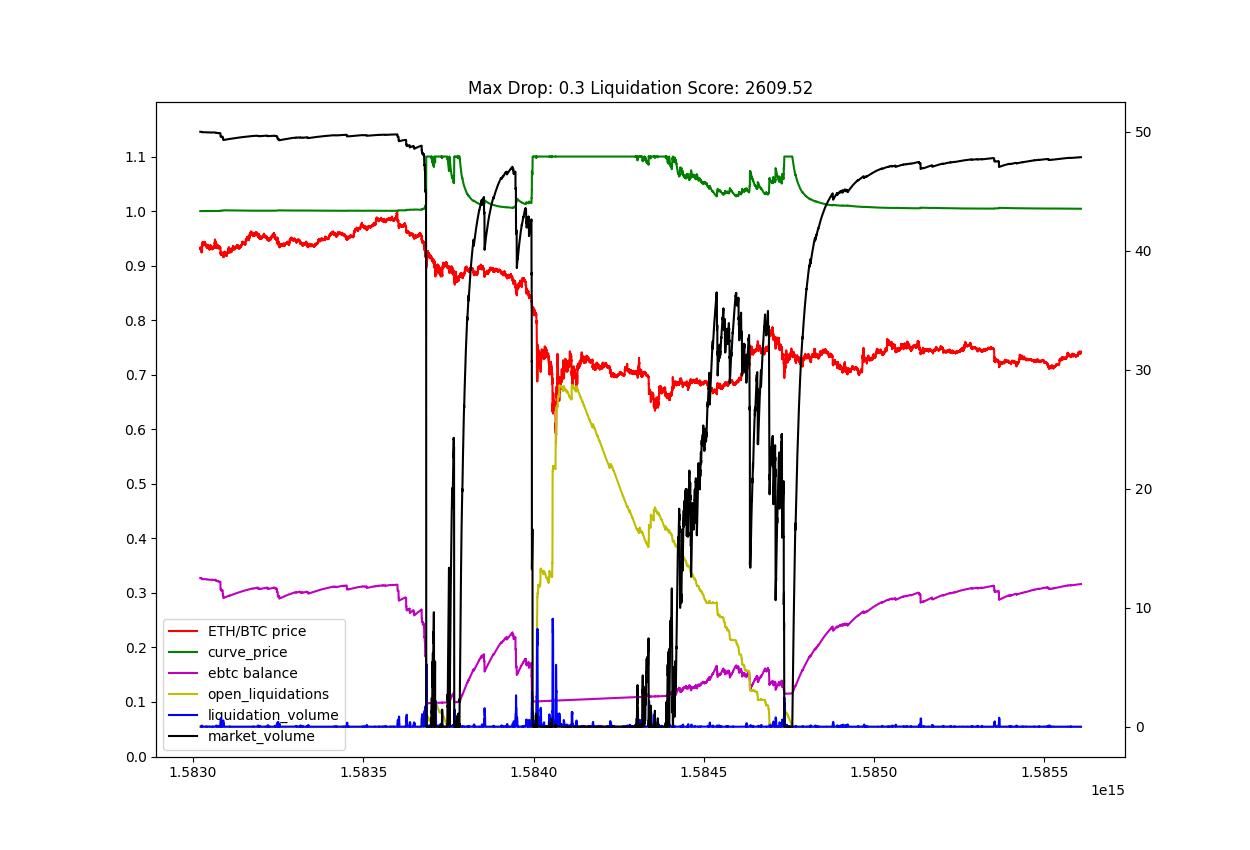 Max Drop: 0.3 Liquidation Score: 2609.52
1.1
1.0
0.9
0.8
0.7
0.6
0.5
0.4
0.3
0.2
0.1
0.0
50
40
30
20
10
0
ETH/BTC price
curve_price
ebtc balance
open_liquidations
liquidation_volume
market_volume
1.5830 1.5835 1.5840 1.5845 1.5850 1.5855
1e15